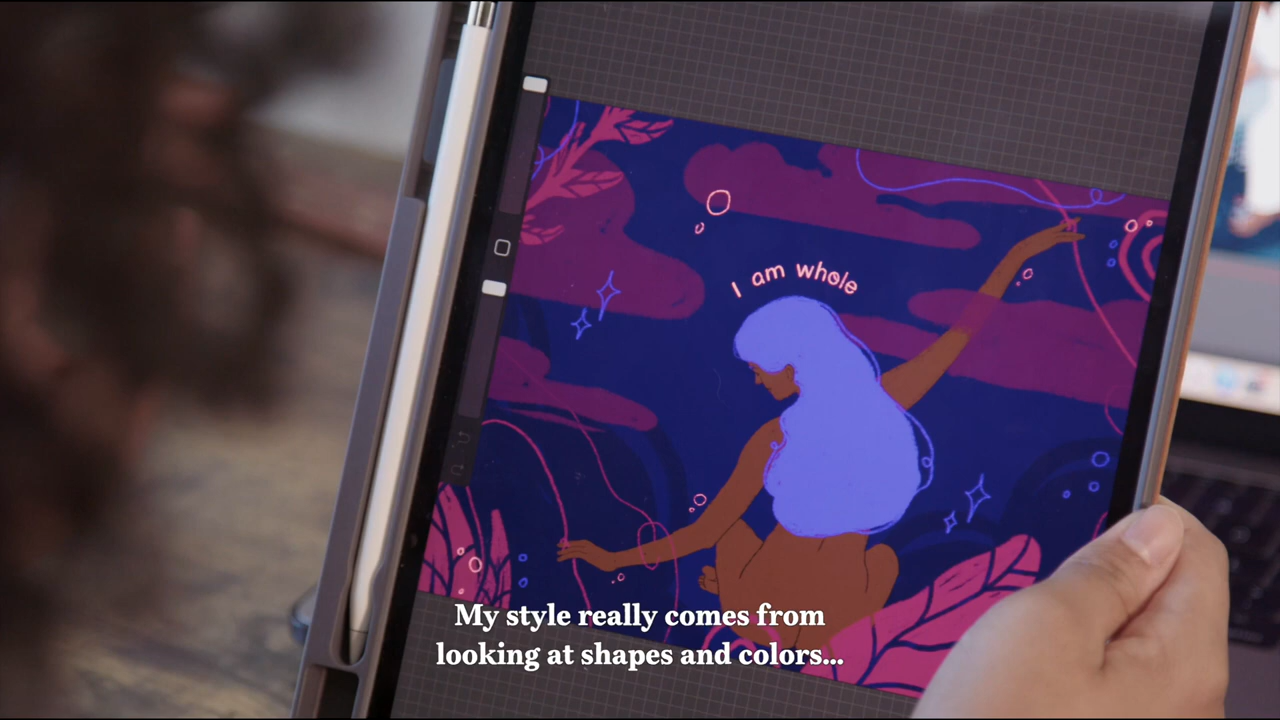 I am whole
My style really comes from
looking at shapes and colors...